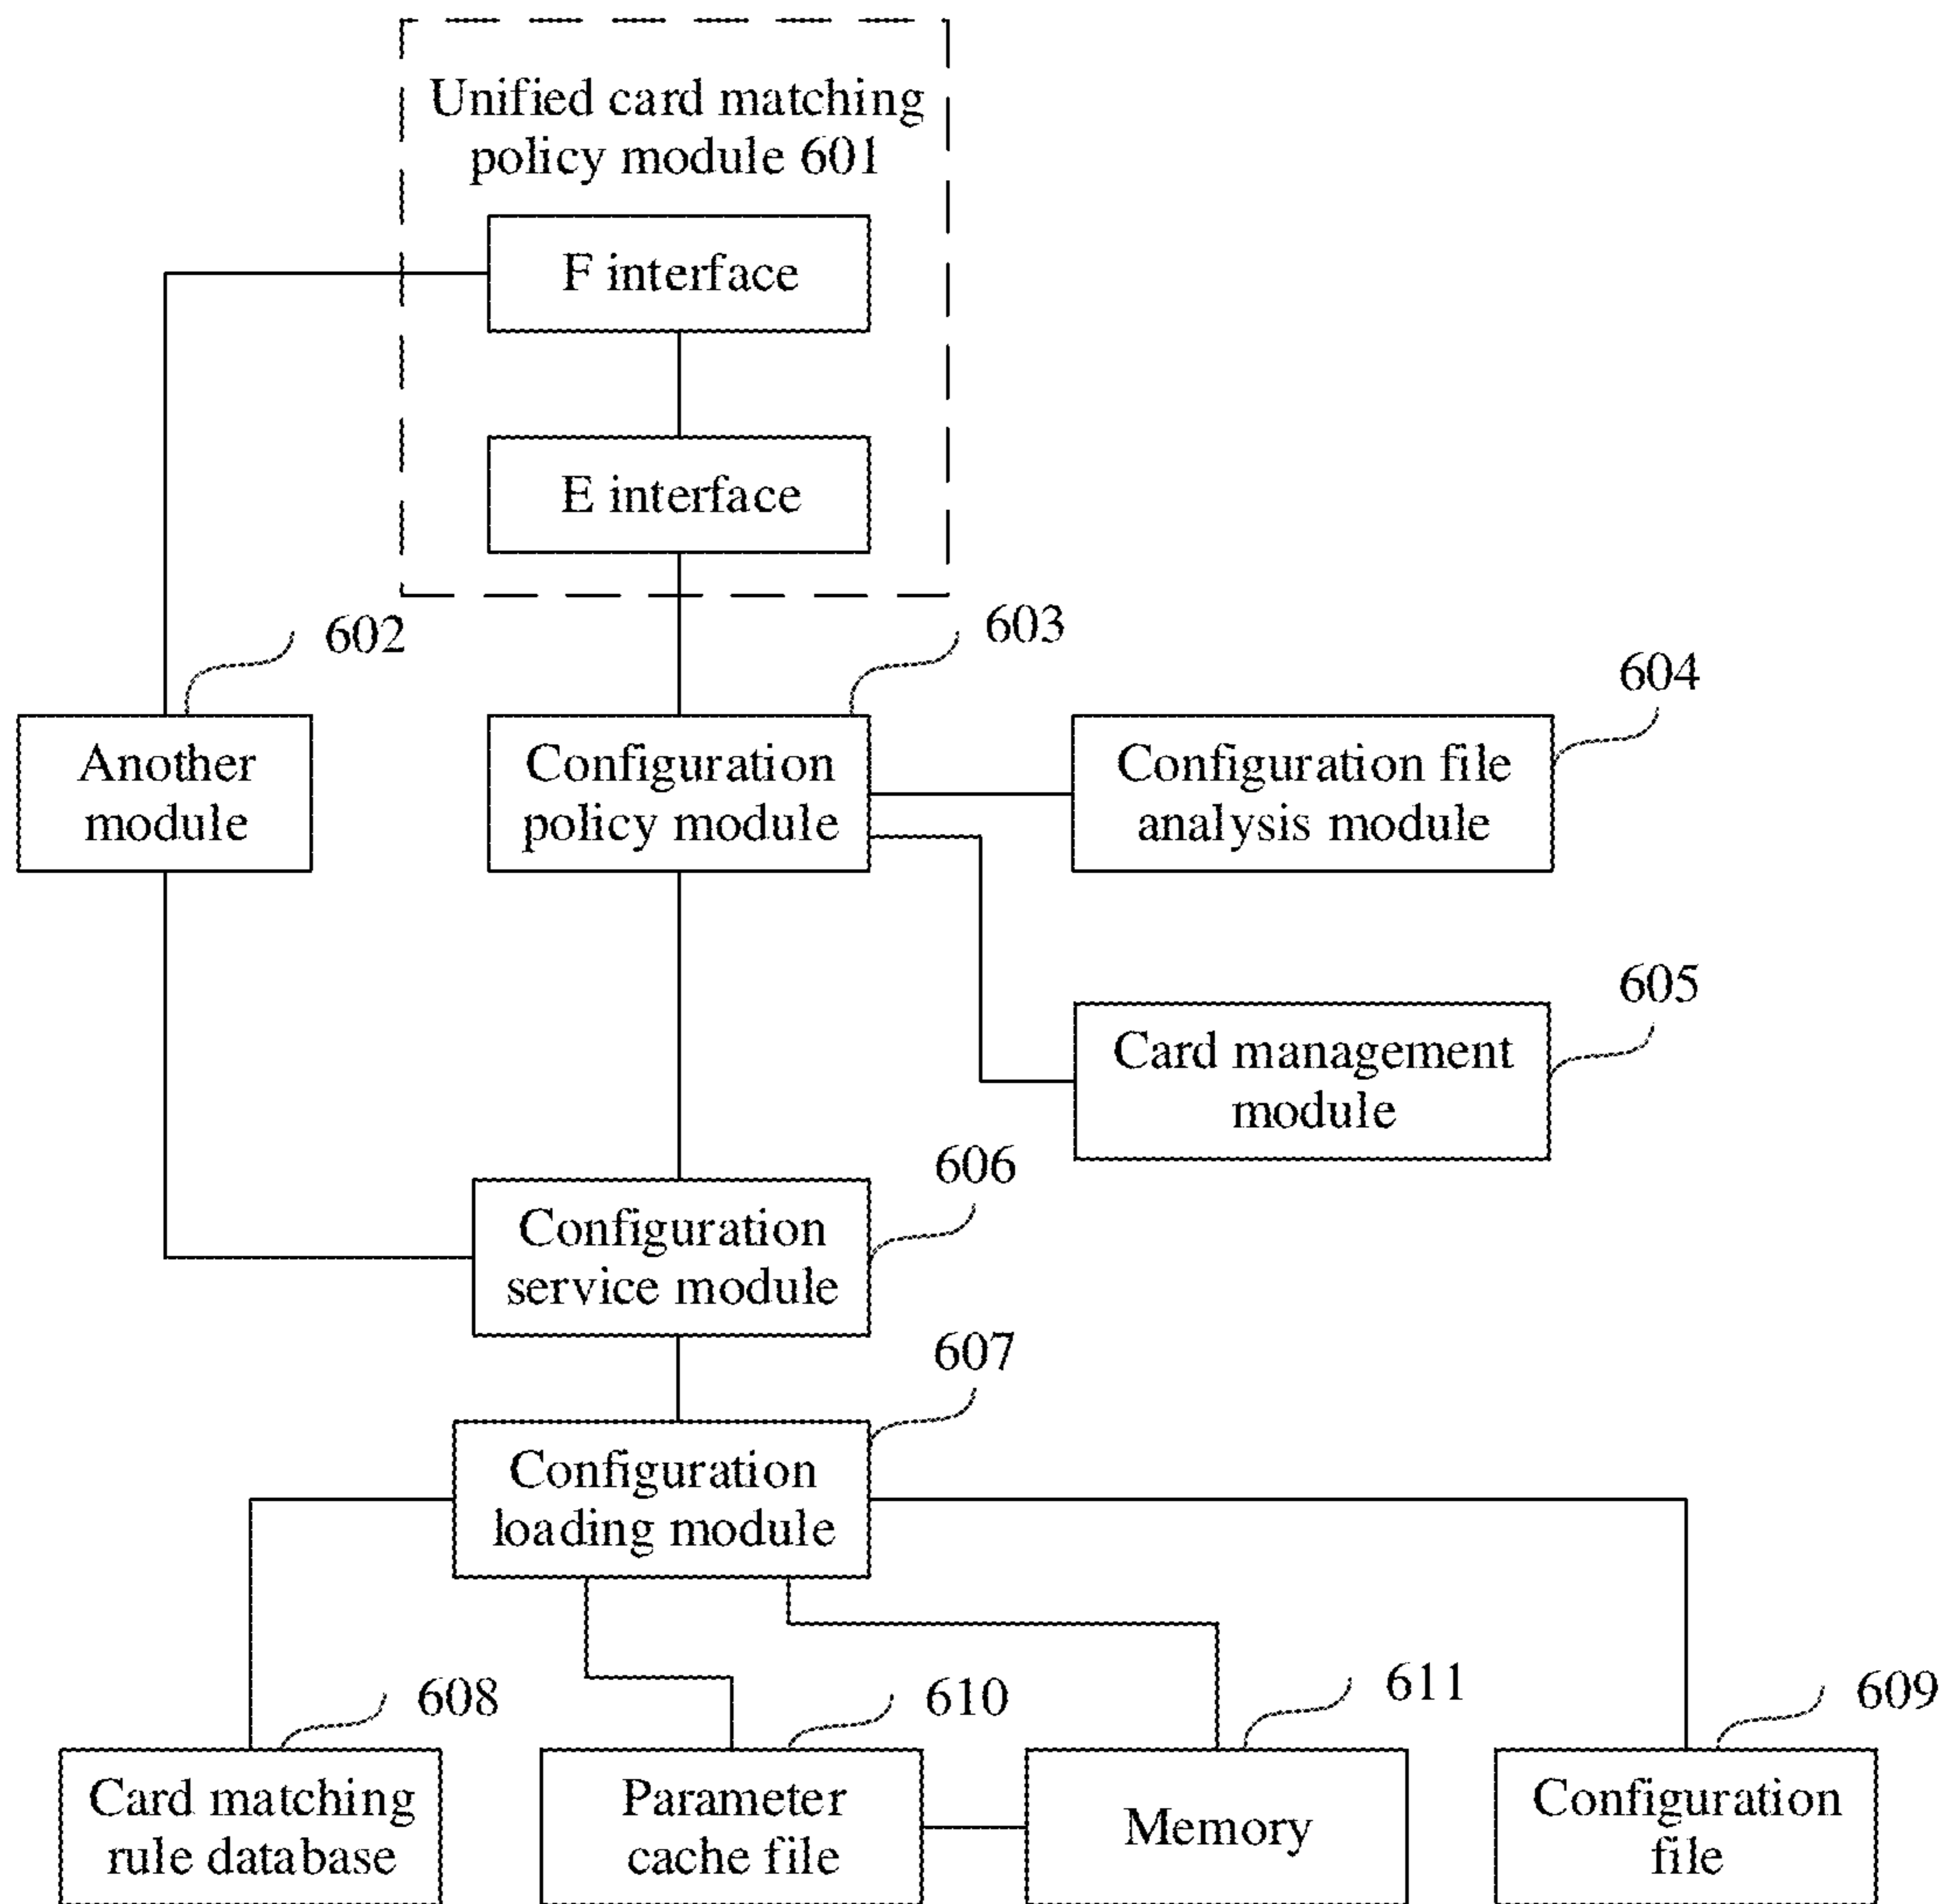 Unified card matching
policy module 601
F interface
E interface
602
603
604
Another
module
Configuration
policy module
Configuration file
analysis module
605
Card management
module
606
Configuration
service module
607
Configuration
loading module
608
610
611
609
Card matching
rule database
Parameter
cache file
Memory
Configuration
file